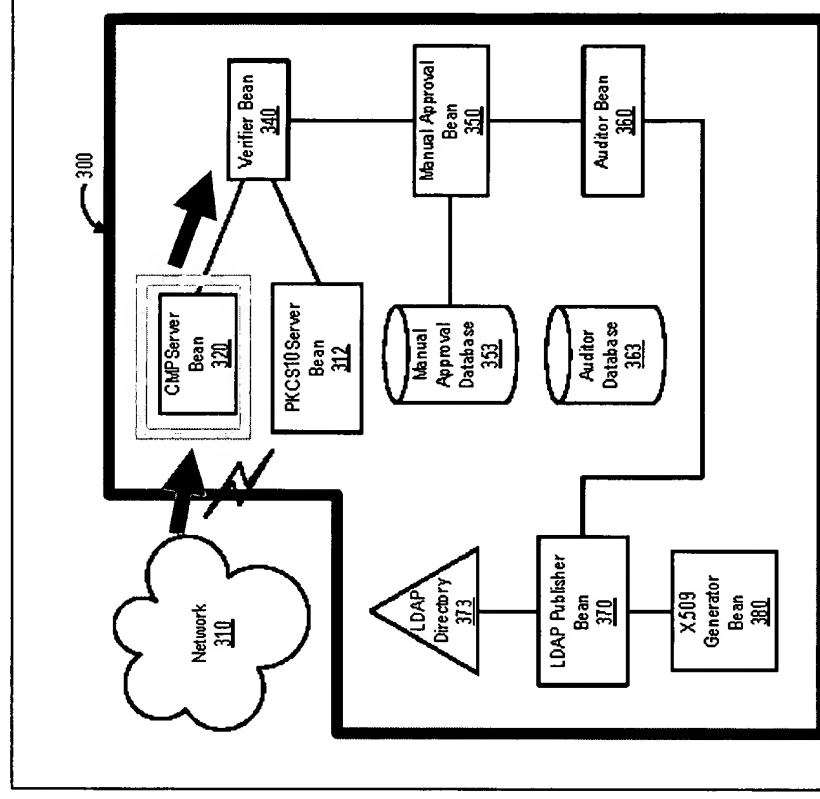 300
Network
310
CMPServer
Bean
320
PKCS10Server
Bean
312
Verifier Bean
340
Manual
Approval
Database
353
Manual Approval
Bean
350
Auditor
Database
363
Auditor Bean
360
LDAP
Directory
373
LDAP Publisher
Bean
370
X509
Generator
Bean
380